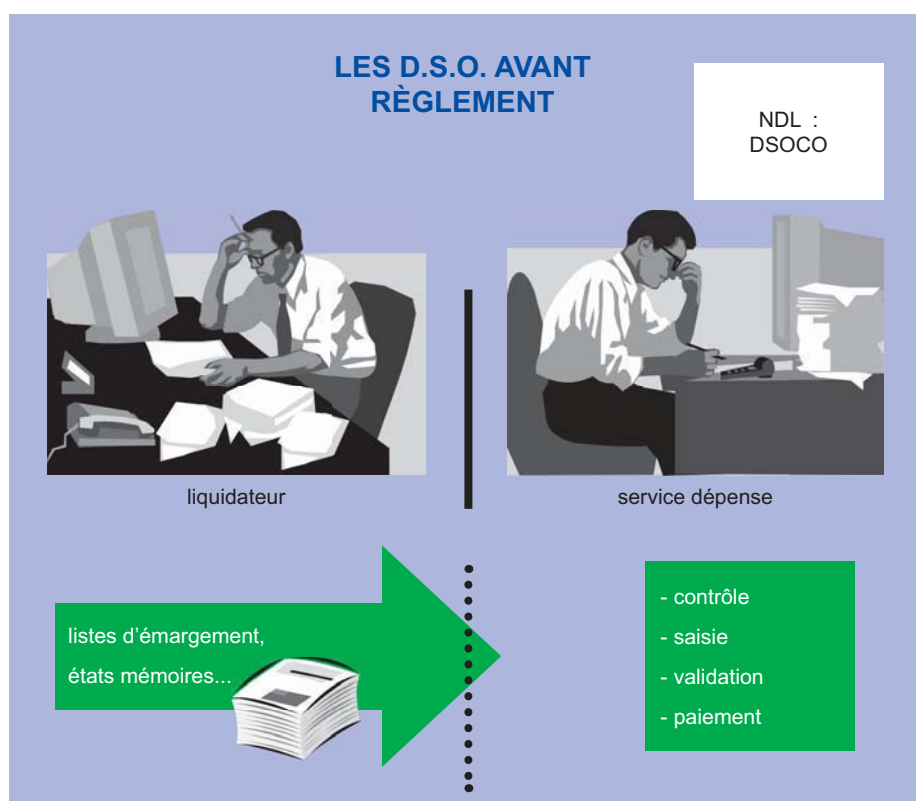 LES D.S.O. AVANT
RÈGLEMENT
NDL :
DSOCO
liquidateur
service dépense
listes d'émargement,
états mémoires...
- contrôle
- saisie
- validation
- paiement